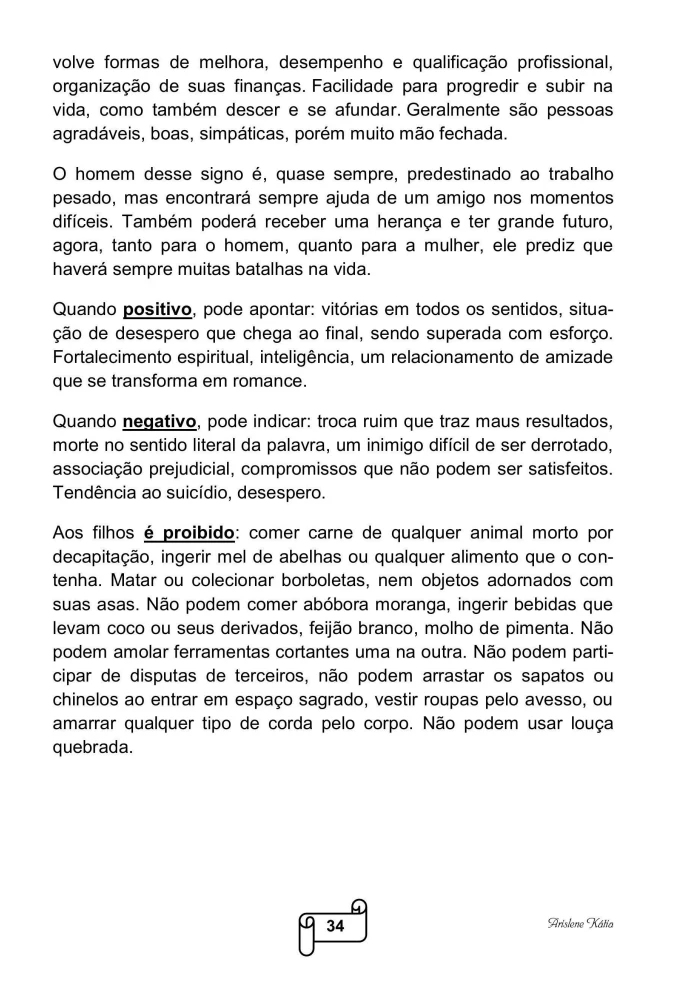 volve formas de melhora, desempenho e qualificação profissional,
organização de suas finanças. Facilidade para progredir e subir na
vida, como também descer e se afundar. Geralmente são pessoas
agradáveis, boas, simpáticas, porém muito mão fechada.
O homem desse signo é, quase sempre, predestinado ao trabalho
pesado, mas encontrará sempre ajuda de um amigo nos momentos
difíceis. Também poderá receber uma herança e ter grande futuro,
agora, tanto para o homem, quanto para a mulher, ele prediz que
haverá sempre muitas batalhas na vida.
Quando positivo, pode apontar: vitórias em todos os sentidos, situa-
ção de desespero que chega ao final, sendo superada com esforço.
Fortalecimento espiritual, inteligência, um relacionamento de amizade
que se transforma em romance.
Quando negativo, pode indicar: troca ruim que traz maus resultados,
morte no sentido literal da palavra, um inimigo difícil de ser derrotado,
associação prejudicial, compromissos que não podem ser satisfeitos.
Tendência ao suicídio, desespero.
Aos filhos é proibido: comer carne de qualquer animal morto por
decapitação, ingerir mel de abelhas ou qualquer alimento que o con-
tenha. Matar ou colecionar borboletas, nem objetos adornados com
suas asas. Não podem comer abóbora moranga, ingerir bebidas que
levam coco ou seus derivados, feijão branco, molho de pimenta. Não
podem amolar ferramentas cortantes uma na outra. Não podem parti-
cipar de disputas de terceiros, não podem arrastar os sapatos ou
chinelos ao entrar em espaço sagrado, vestir roupas pelo avesso, ou
amarrar qualquer tipo de corda pelo corpo. Não podem usar louça
quebrada.
34
Arislene Kátia